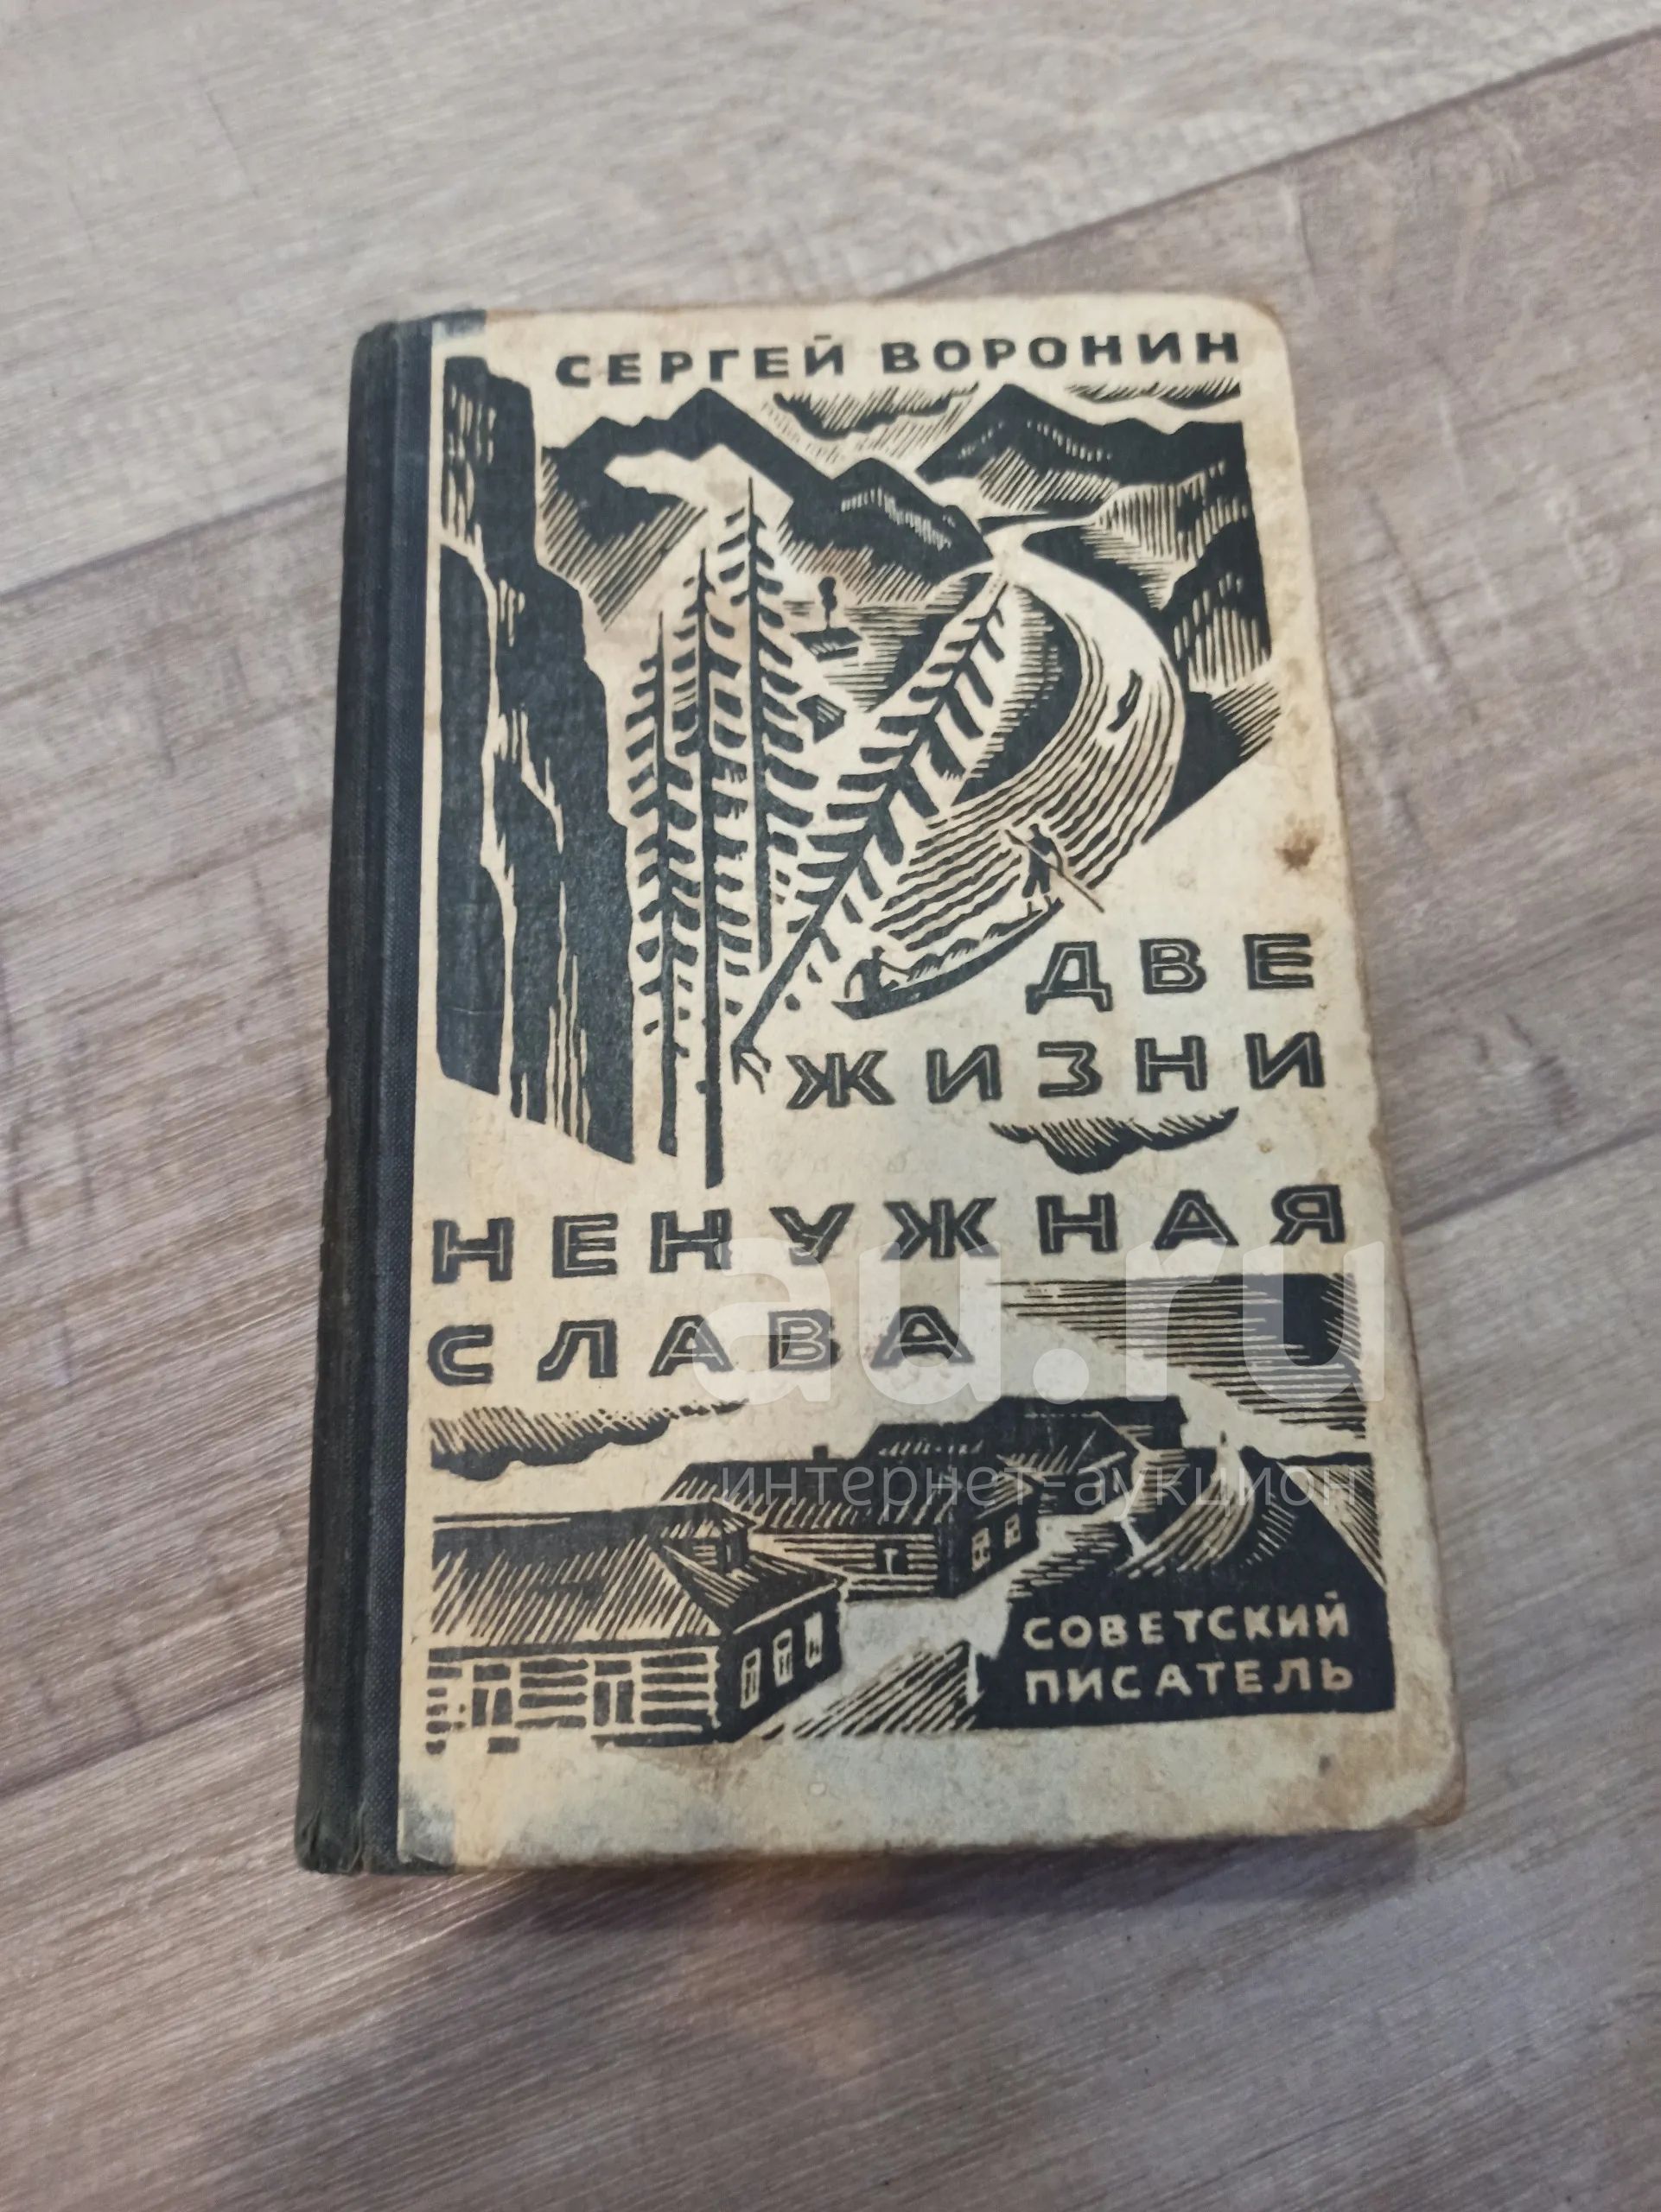 СЕРГЕЙ ВОРОНИН
ДВЕ
ЖИЗНИ
НЕНУЖНАЯ
СЛАВА
au.ru
интернет-аукцион
СОВЕТСКИЙ
ПИСАТЕЛЬ